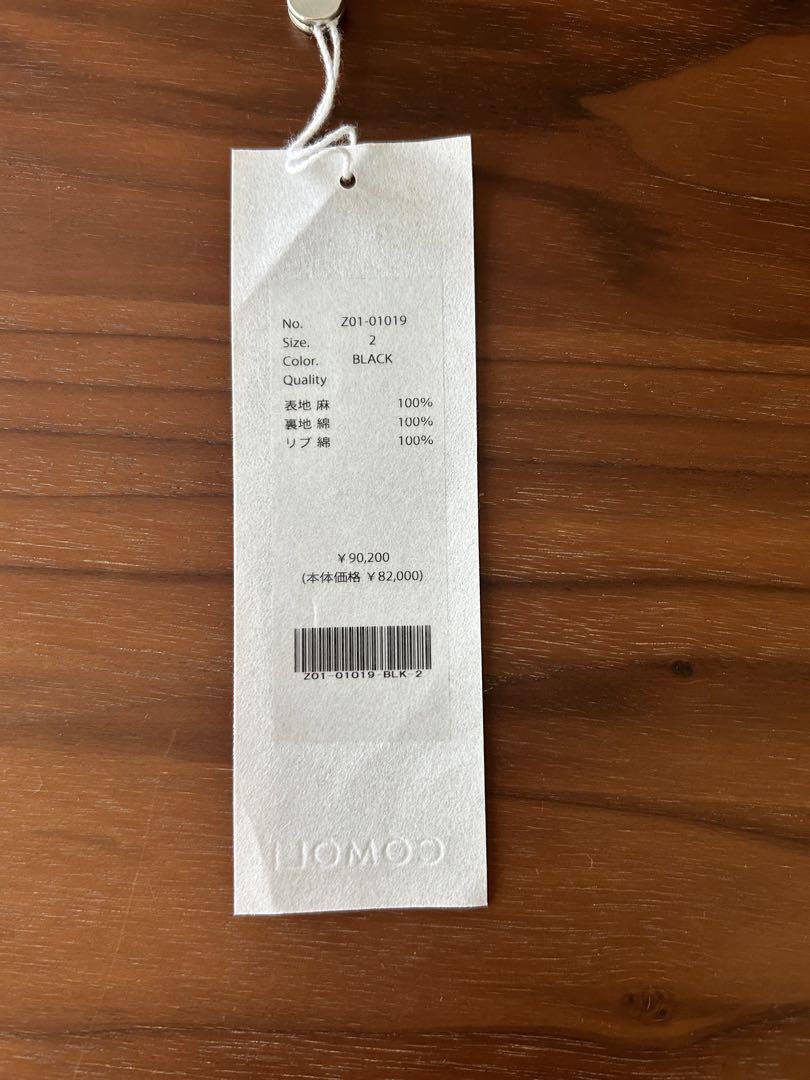 No. Z01-01019
Size. 2
Color. BLACK
Quality
表地 麻 100%
裏地 綿 100%
リブ 綿 100%
¥90,200
(本体価格 ¥82,000)
Z01-01019-BLK-2
COMOLI